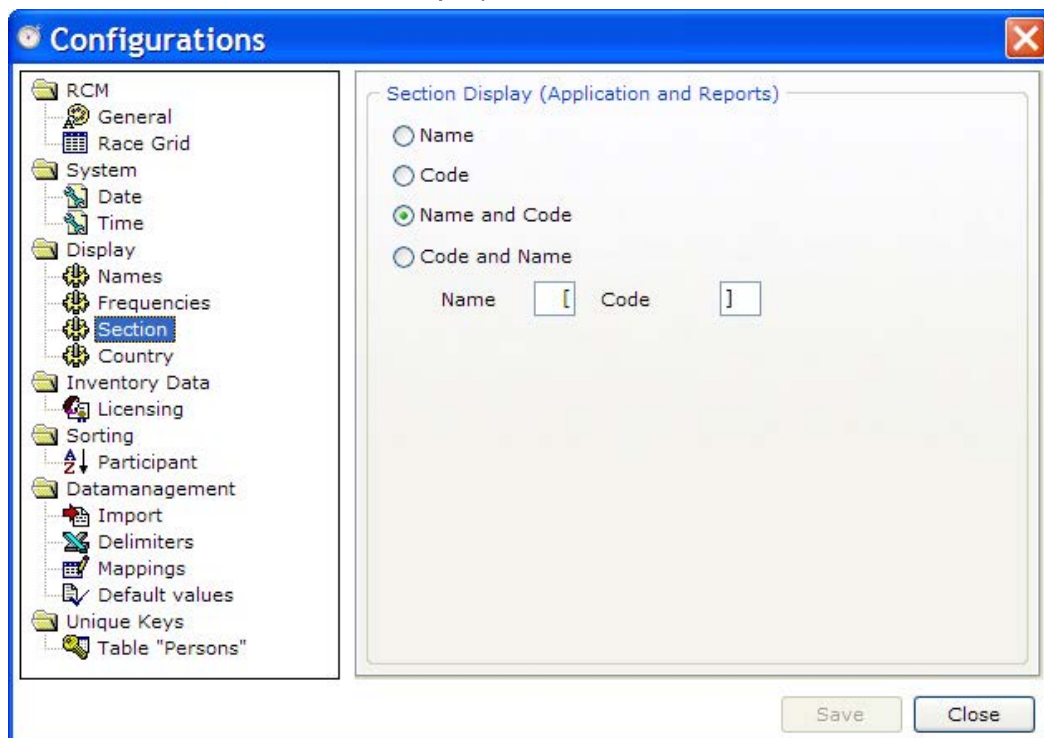 Configurations
RCM
General
Race Grid
System
Date
Time
Display
Names
Frequencies
Section
Country
Inventory Data
Licensing
Sorting
Participant
Datamanagement
Import
Delimiters
Mappings
Default values
Unique Keys
Table "Persons"
Section Display (Application and Reports)
Name
Code
Name and Code
Code and Name
Name [ Code ]
Save Close